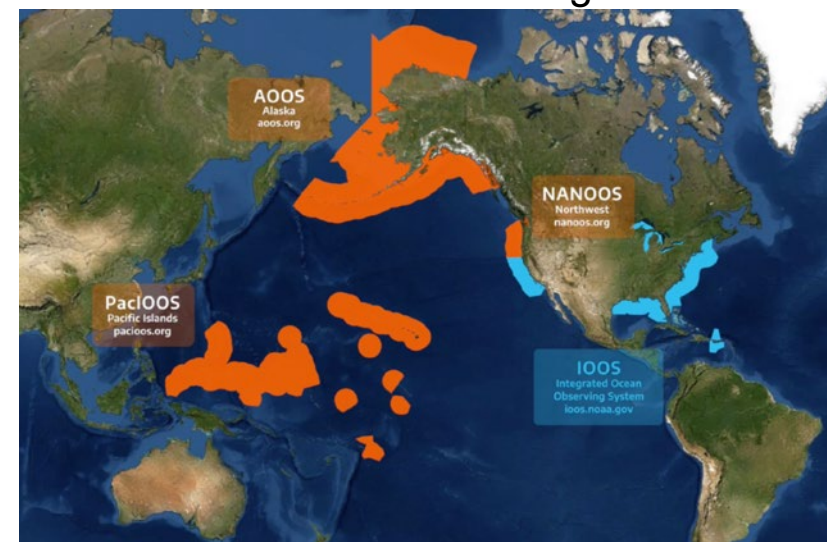 AOOS
Alaska
aoos.org
NANOOS
Northwest
nanoos.org
PacIOOS
Pacific Islands
pacioos.org
IOOS
Integrated Ocean
Observing System
ioos.noaa.gov